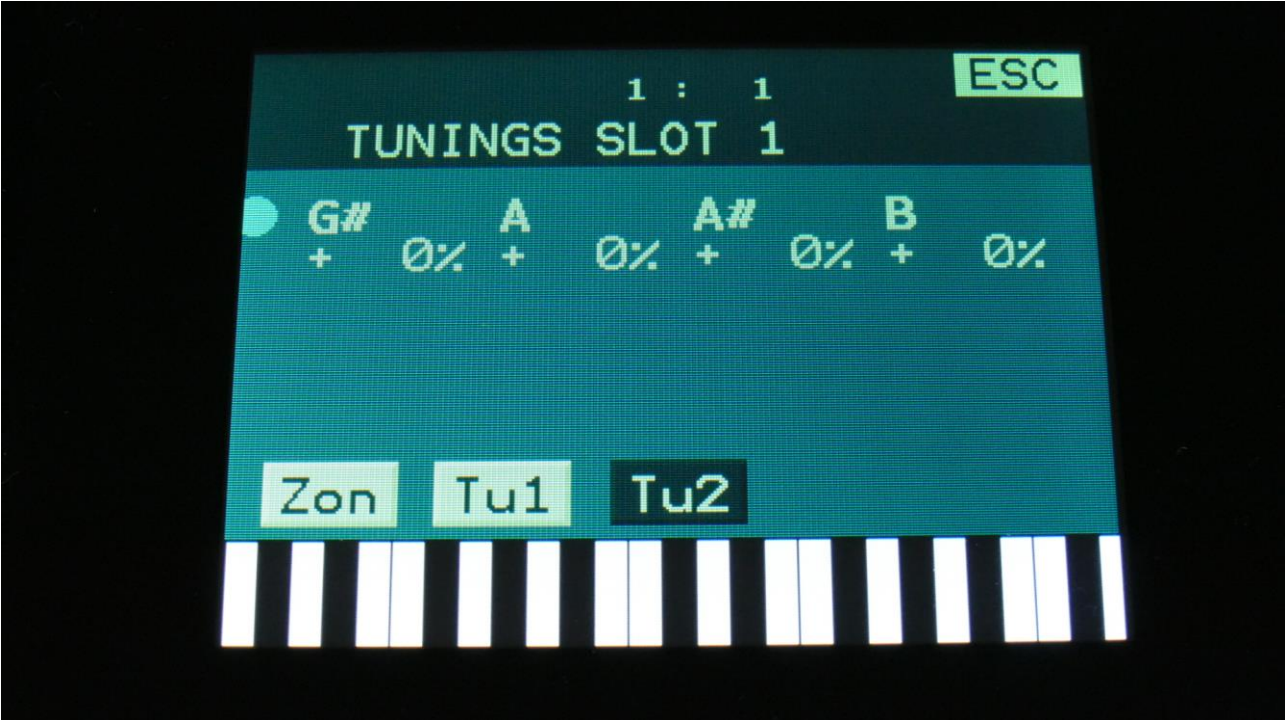 ESC
1 : 1
TUNINGS SLOT 1
G# A A# B
+ 0% + 0% + 0% + 0%
Zon Tu1 Tu2